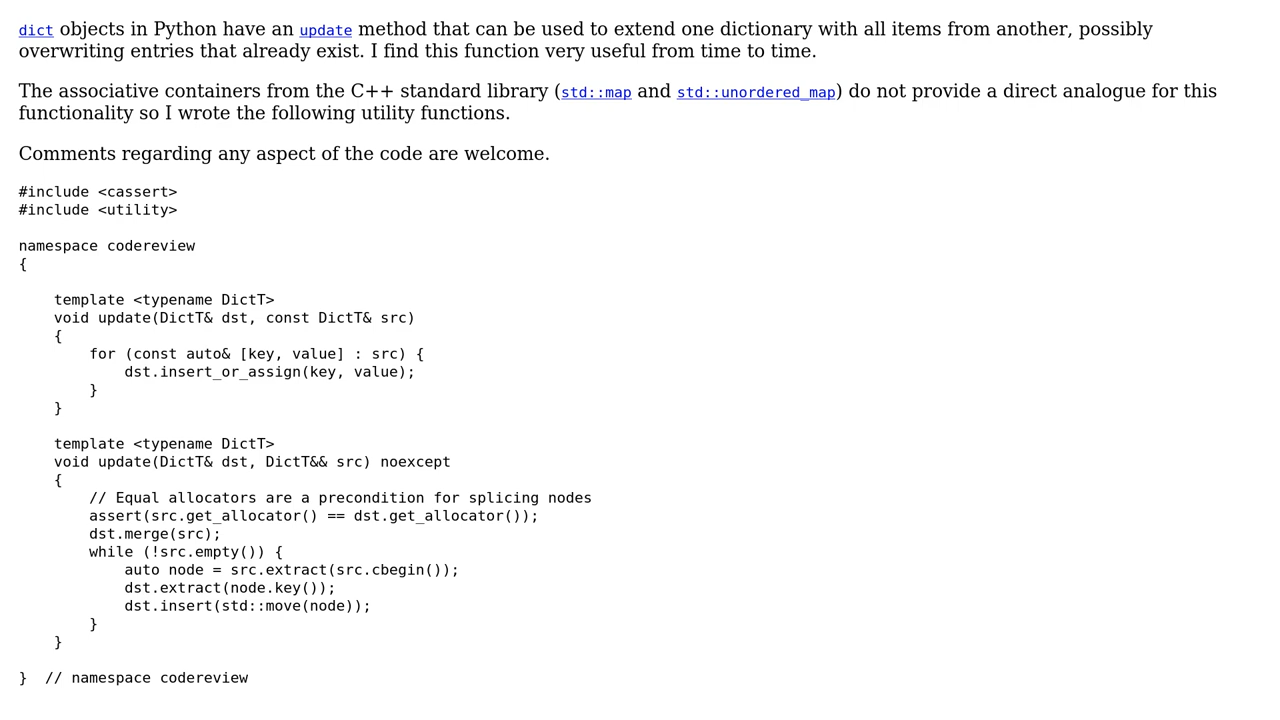 dict objects in Python have an update method that can be used to extend one dictionary with all items from another, possibly
overwriting entries that already exist. I find this function very useful from time to time.
The associative containers from the C++ standard library (std::map and std::unordered_map) do not provide a direct analogue for this
functionality so I wrote the following utility functions.
Comments regarding any aspect of the code are welcome.
#include <cassert>
#include <utility>
namespace codereview
{
    template <typename DictT>
    void update(DictT& dst, const DictT& src)
    {
        for (const auto& [key, value] : src) {
            dst.insert_or_assign(key, value);
        }
    }
    template <typename DictT>
    void update(DictT& dst, DictT&& src) noexcept
    {
        // Equal allocators are a precondition for splicing nodes
        assert(src.get_allocator() == dst.get_allocator());
        dst.merge(src);
        while (!src.empty()) {
            auto node = src.extract(src.cbegin());
            dst.extract(node.key());
            dst.insert(std::move(node));
        }
    }
}  // namespace codereview